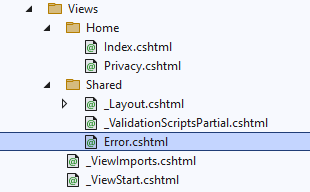 Views
Home
Index.cshtml
Privacy.cshtml
Shared
_Layout.cshtml
_ValidationScriptsPartial.cshtml
Error.cshtml
_ViewImports.cshtml
_ViewStart.cshtml